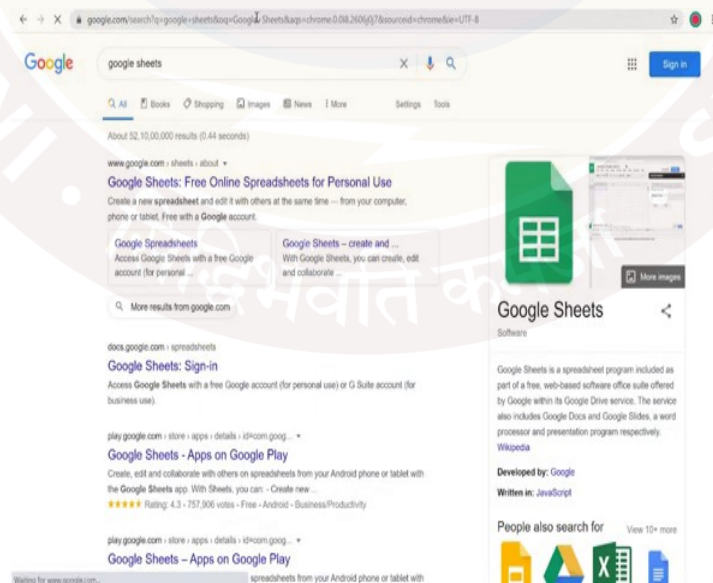 google.com/search?q=google+sheets&oq=Google+Sheets&aqs=chrome.0.0l8.2606j0j7&sourceid=chrome&ie=UTF-8
Google
google sheets
Sign in
All Books Shopping Images News More Settings Tools
About 52,10,00,000 results (0.44 seconds)
www.google.com › sheets › about
Google Sheets: Free Online Spreadsheets for Personal Use
Create a new spreadsheet and edit it with others at the same time — from your computer,
phone or tablet. Free with a Google account.
Google Spreadsheets
Access Google Sheets with a free Google
account (for personal ...
Google Sheets – create and ...
With Google Sheets, you can create, edit
and collaborate ...
More results from google.com
docs.google.com › spreadsheets
Google Sheets: Sign-in
Access Google Sheets with a free Google account (for personal use) or G Suite account (for
business use).
play.google.com › store › apps › details › id=com.goog...
Google Sheets - Apps on Google Play
Create, edit and collaborate with others on spreadsheets from your Android phone or tablet with
the Google Sheets app. With Sheets, you can: - Create new ...
Rating: 4.3 - 757,906 votes - Free - Android - Business/Productivity
play.google.com › store › apps › details › id=com.goog...
Google Sheets – Apps on Google Play
spreadsheets from your Android phone or tablet with
Waiting for www.google.com...
More images
Google Sheets
Software
Google Sheets is a spreadsheet program included as
part of a free, web-based software office suite offered
by Google within its Google Drive service. The service
also includes Google Docs and Google Slides, a word
processor and presentation program respectively.
Wikipedia
Developed by: Google
Written in: JavaScript
People also search for View 10+ more